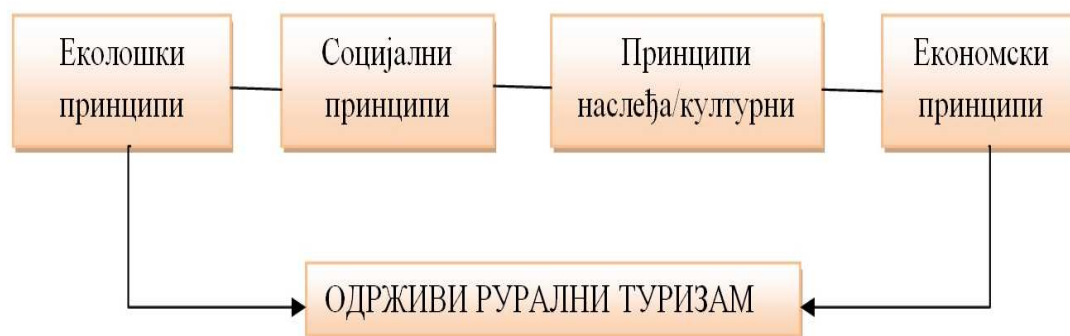 Еколошки
принципи
Социјални
принципи
Принципи
наслеђа/културни
Економски
принципи
ОДРЖИВИ РУРАЛНИ ТУРИЗАМ